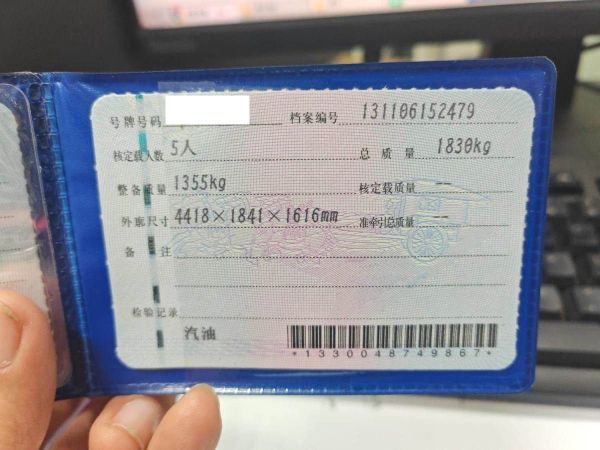 号牌号码 档案编号 131106152479
核定载人数 5人 总质量 1830kg
整备质量 1355kg 核定载质量 --
外廓尺寸 4418×1841×1616mm 准牵引总质量 --
备注
检验记录
汽油
*1330048749867*